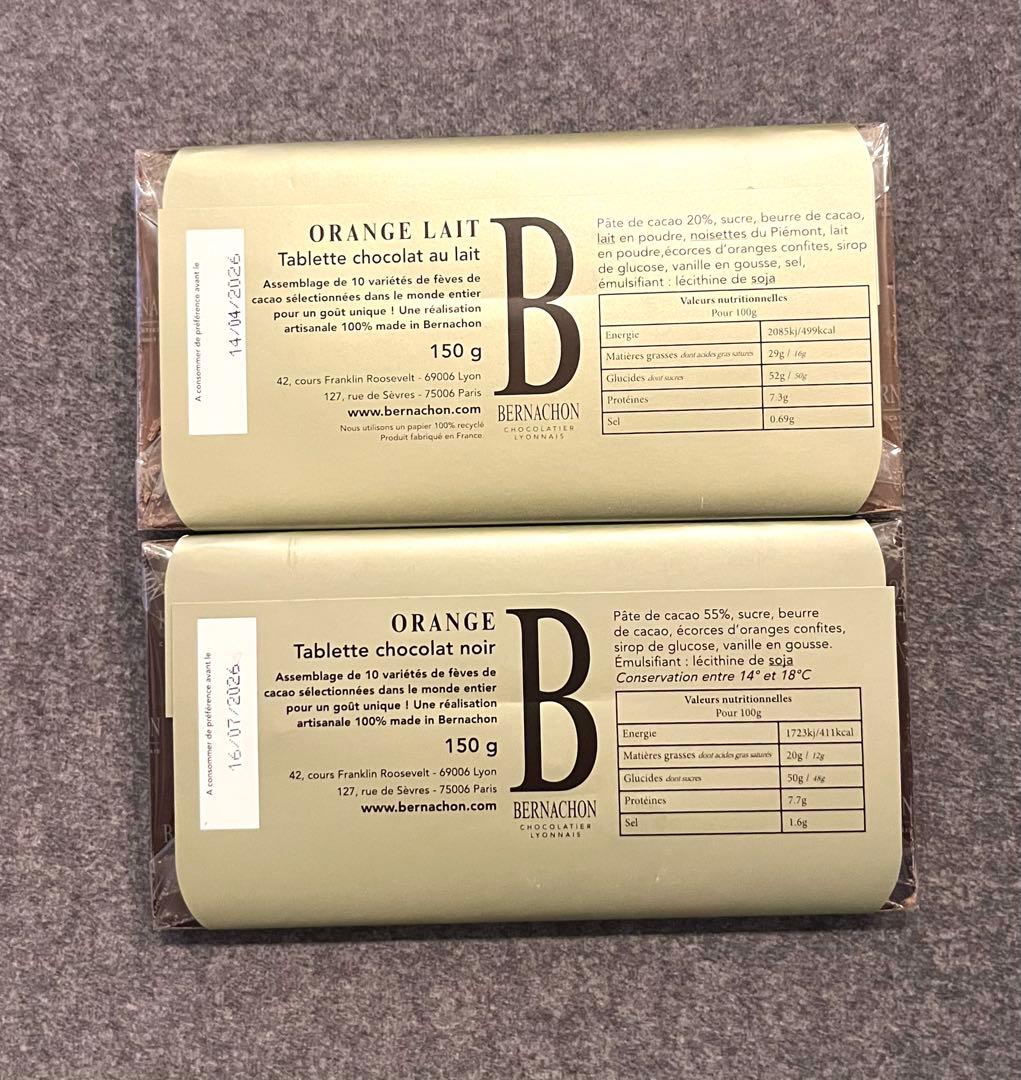 ORANGE LAIT
Tablette chocolat au lait
Assemblage de 10 variétés de fèves de
cacao sélectionnées dans le monde entier
pour un goût unique ! Une réalisation
artisanale 100% made in Bernachon
150 g
42, cours Franklin Roosevelt - 69006 Lyon
127, rue de Sèvres - 75006 Paris
www.bernachon.com
Nous utilisons un papier 100% recyclé
Produit fabriqué en France.
A consommer de préférence avant le
14/04/2026
B
BERNACHON
CHOCOLATIER
LYONNAIS
Pâte de cacao 20%, sucre, beurre de cacao,
lait en poudre, noisettes du Piémont, lait
en poudre,écorces d'oranges confites, sirop
de glucose, vanille en gousse, sel,
émulsifiant : lécithine de soja
Valeurs nutritionnelles
Pour 100g
Energie 2085kj/499kcal
Matières grasses dont acides gras saturés 29g / 16g
Glucides dont sucres 52g / 50g
Protéines 7.3g
Sel 0.69g
ORANGE
Tablette chocolat noir
Assemblage de 10 variétés de fèves de
cacao sélectionnées dans le monde entier
pour un goût unique ! Une réalisation
artisanale 100% made in Bernachon
150 g
42, cours Franklin Roosevelt - 69006 Lyon
127, rue de Sèvres - 75006 Paris
www.bernachon.com
A consommer de préférence avant le
16/07/2026
B
BERNACHON
CHOCOLATIER
LYONNAIS
Pâte de cacao 55%, sucre, beurre
de cacao, écorces d'oranges confites,
sirop de glucose, vanille en gousse.
Émulsifiant : lécithine de soja
Conservation entre 14° et 18°C
Valeurs nutritionnelles
Pour 100g
Energie 1723kj/411kcal
Matières grasses dont acides gras saturés 20g / 12g
Glucides dont sucres 50g / 48g
Protéines 7.7g
Sel 1.6g